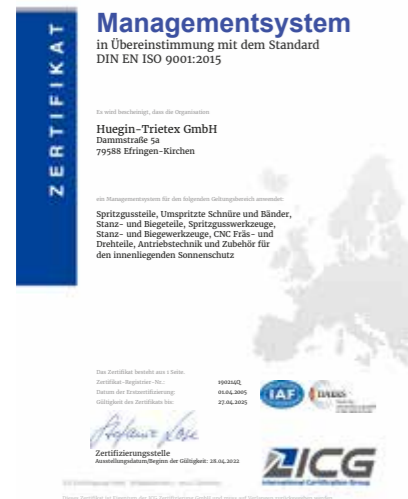 ZERTIFIKAT
Managementsystem
in Übereinstimmung mit dem Standard
DIN EN ISO 9001:2015
Es wird bescheinigt, dass die Organisation
Huegin-Trietex GmbH
Dammstraße 5a
79588 Efringen-Kirchen
ein Managementsystem für den folgenden Geltungsbereich anwendet:
Spritzgussteile, Umspritzte Schnüre und Bänder,
Stanz- und Biegeteile, Spritzgusswerkzeuge,
Stanz- und Biegewerkzeuge, CNC Fräs- und
Drehteile, Antriebstechnik und Zubehör für
den innenliegenden Sonnenschutz
Das Zertifikat besteht aus 1 Seite.
Zertifikat-Registrier-Nr.: 190214Q
Datum der Erstzertifizierung: 01.04.2005
Gültigkeit des Zertifikats bis: 27.04.2025
IAF
DAkkS
Zertifizierungsstelle
Ausstellungsdatum/Beginn der Gültigkeit: 28.04.2022
ICG
International Certification Group